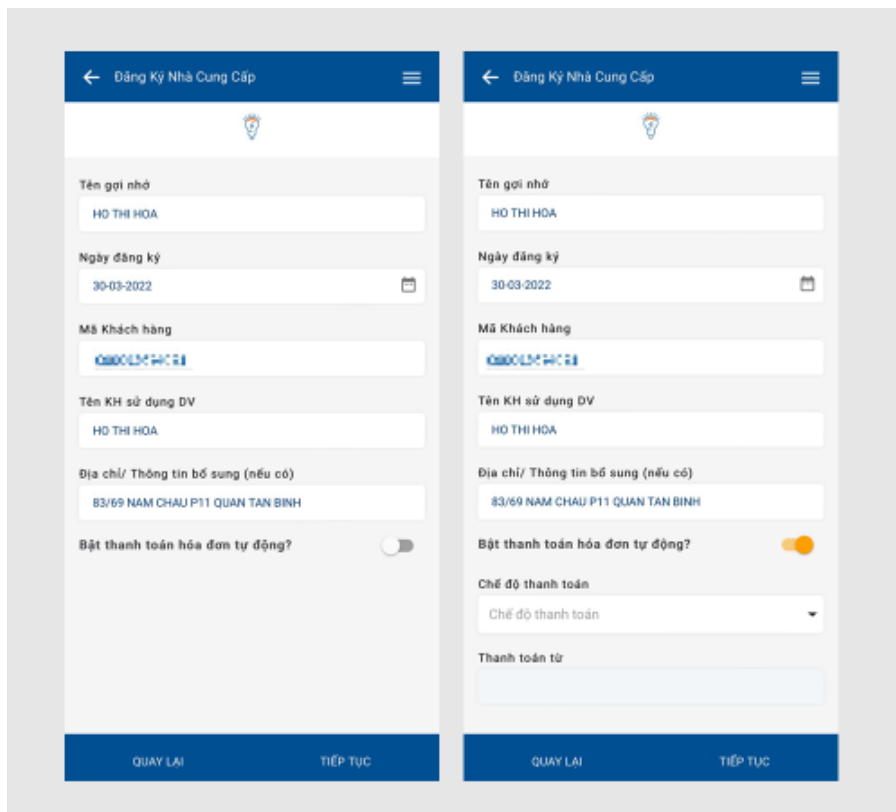 Đăng Ký Nhà Cung Cấp
Tên gợi nhớ
HO THI HOA
Ngày đăng ký
30-03-2022
Mã Khách hàng
Tên KH sử dụng DV
HO THI HOA
Địa chỉ/ Thông tin bổ sung (nếu có)
83/69 NAM CHAU P11 QUAN TAN BINH
Bật thanh toán hóa đơn tự động?
QUAY LẠI
TIẾP TỤC
Đăng Ký Nhà Cung Cấp
Tên gợi nhớ
HO THI HOA
Ngày đăng ký
30-03-2022
Mã Khách hàng
Tên KH sử dụng DV
HO THI HOA
Địa chỉ/ Thông tin bổ sung (nếu có)
83/69 NAM CHAU P11 QUAN TAN BINH
Bật thanh toán hóa đơn tự động?
Chế độ thanh toán
Chế độ thanh toán
Thanh toán từ
QUAY LẠI
TIẾP TỤC